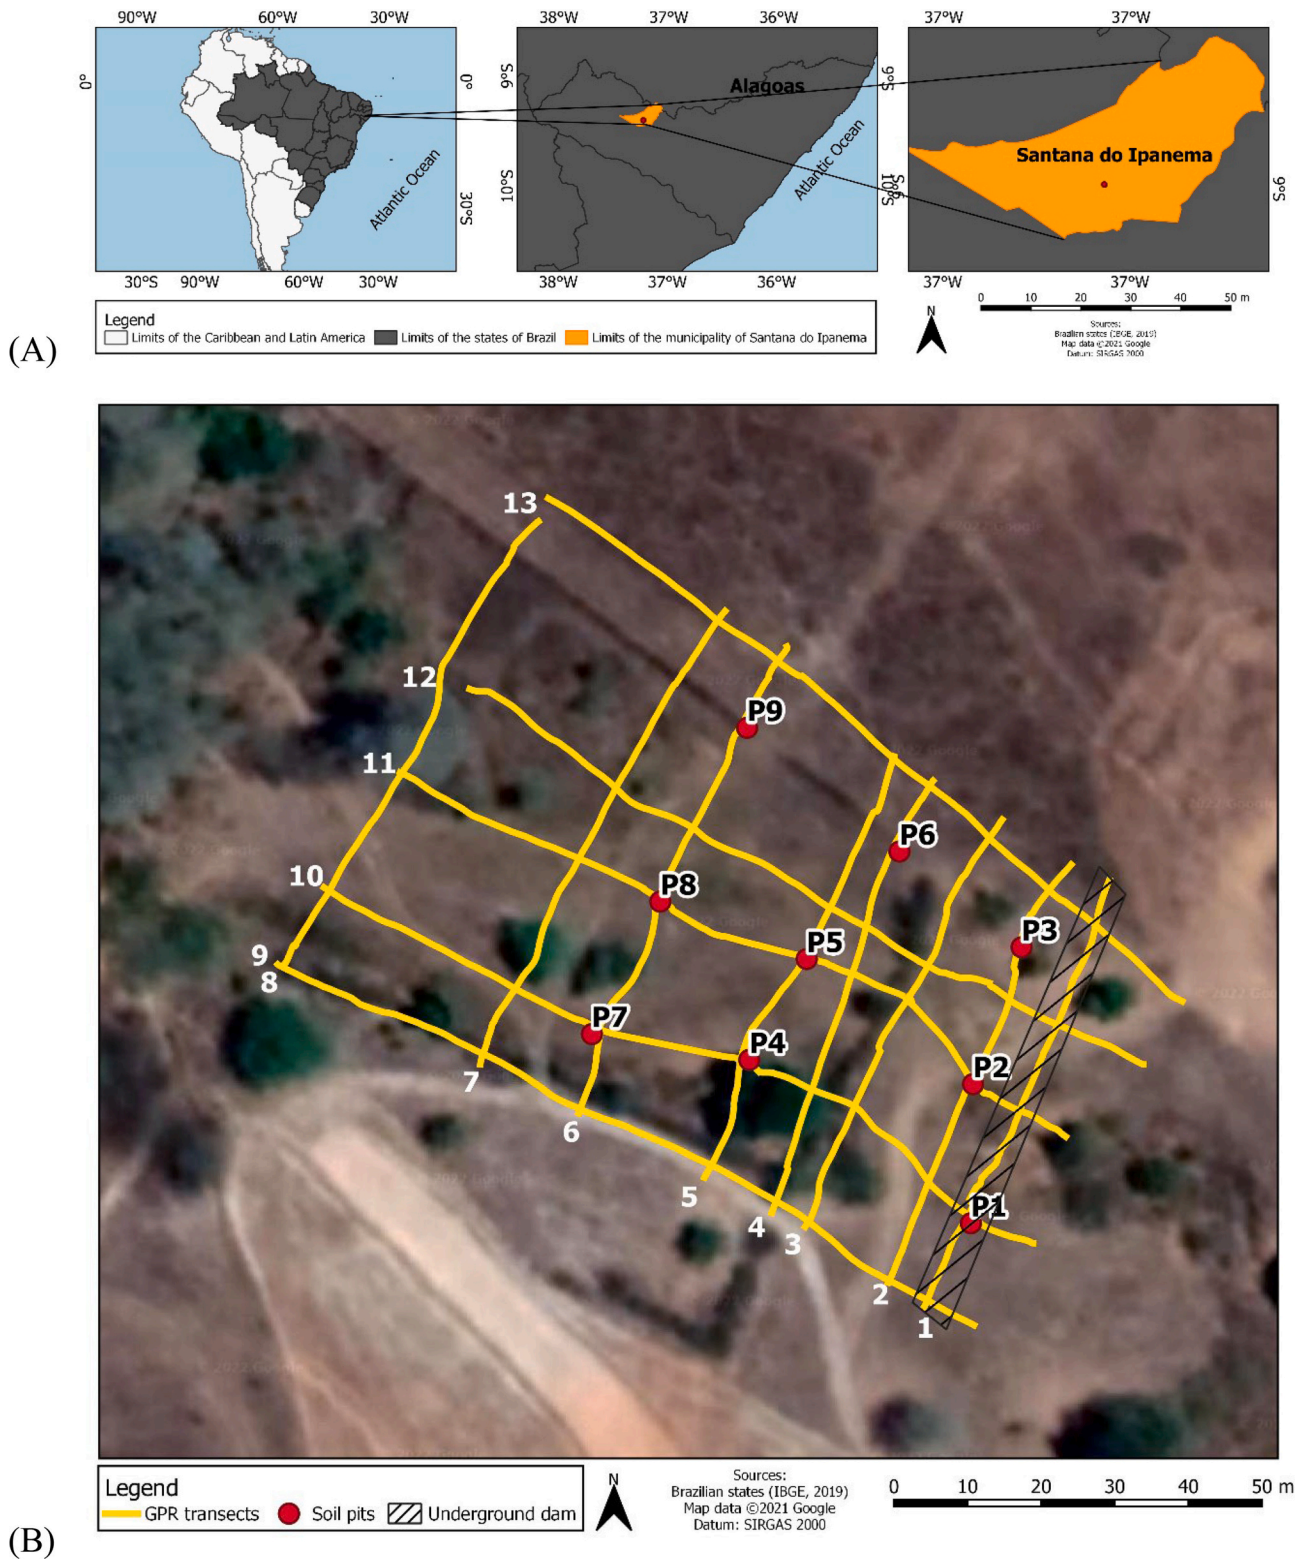 90°W 60°W 30°W 38°W 37°W 36°W 37°W 37°W
0° 0° 9°S 9°S
Alagoas
Atlantic Ocean
Atlantic Ocean
Santana do Ipanema
30°S 10°S 10°S 9°S 9°S
30°S 90°W 60°W 30°W 38°W 37°W 36°W 37°W 37°W
0 10 20 30 40 50 m
Legend
Limits of the Caribbean and Latin America Limits of the states of Brazil Limits of the municipality of Santana do Ipanema
N
Sources:
Brazilian states (IBGE, 2019)
Map data ©2021 Google
Datum: SIRGAS 2000
(A)
13
12
P9
11
P6
10
P8
P3
P5
9
8
P7
P4
P2
7
6
5
P1
4
3
2
1
Legend
GPR transects Soil pits Underground dam
N
Sources:
Brazilian states (IBGE, 2019)
Map data ©2021 Google
Datum: SIRGAS 2000
0 10 20 30 40 50 m
(B)